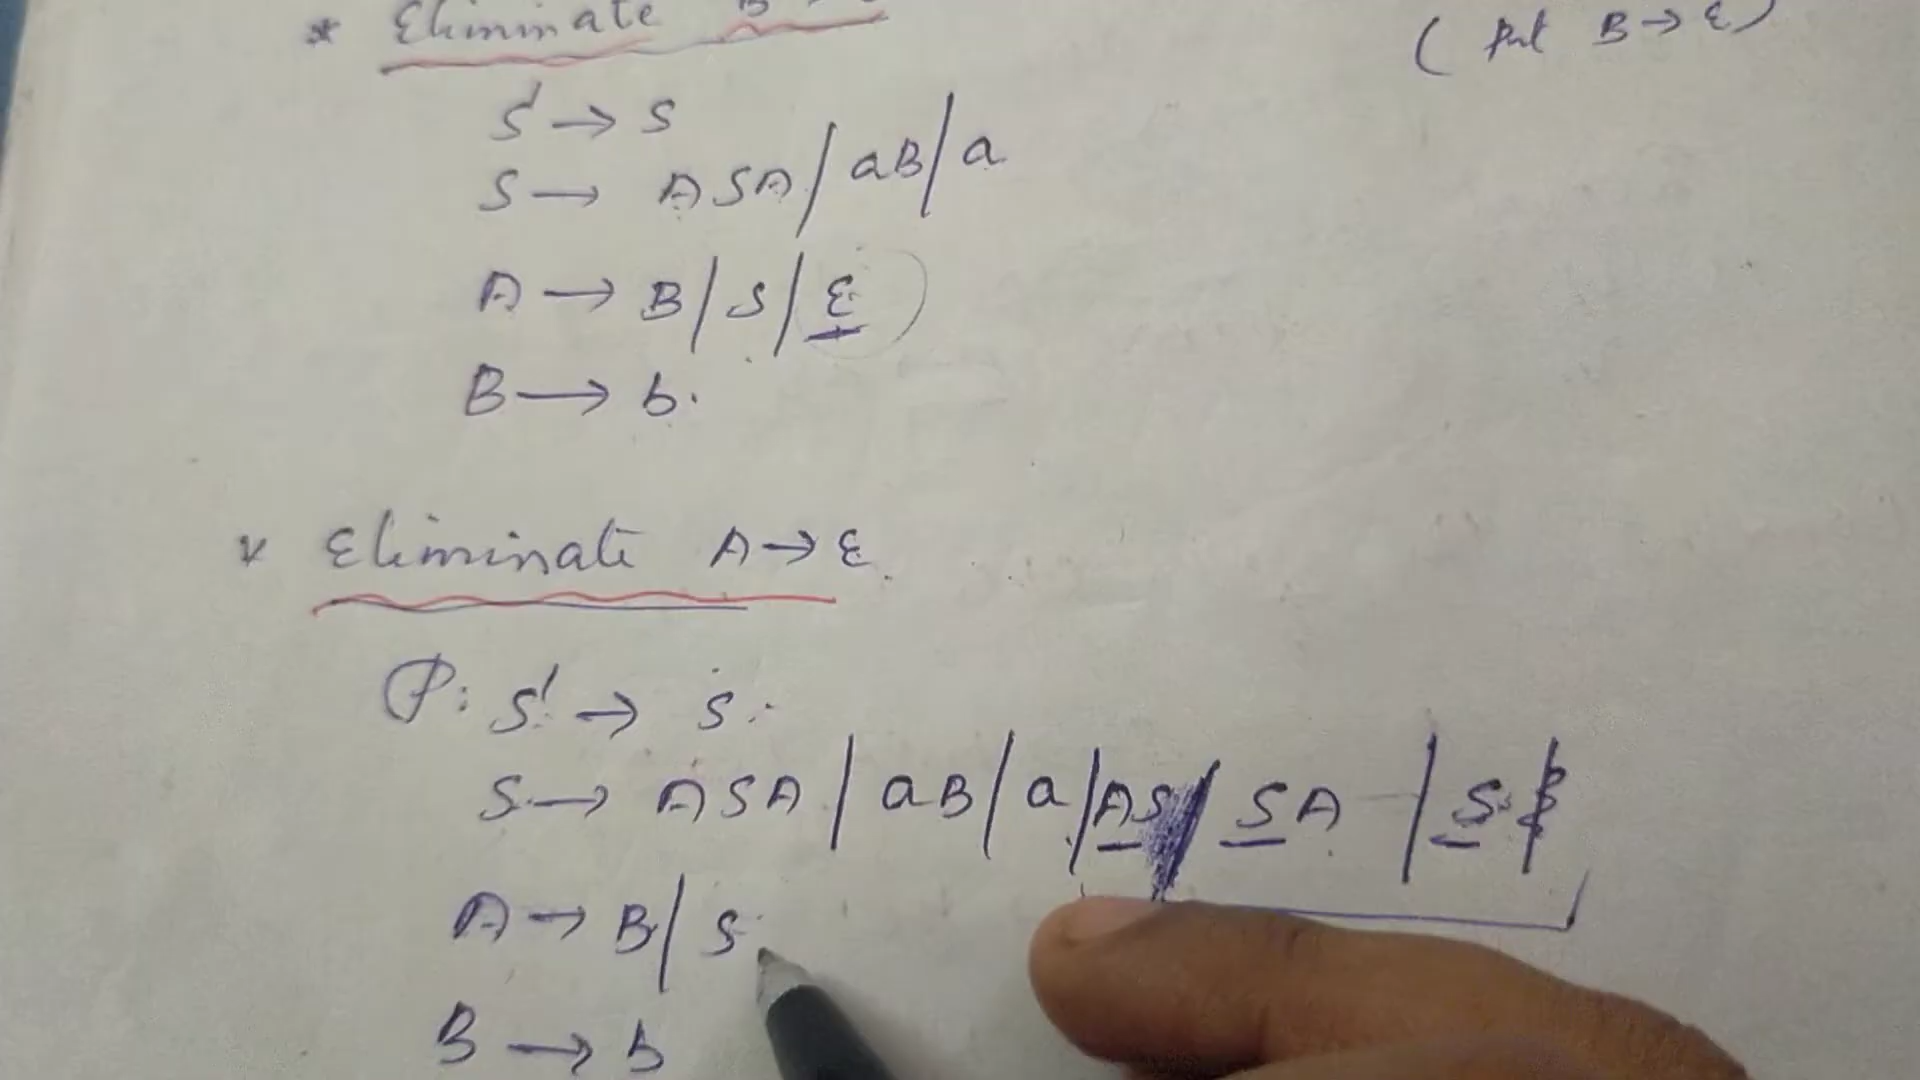 * Eliminate B → ε
( Put B → ε )
S' → S
S → ASA / aB / a
A → B / S / ε
B → b.
* Eliminate A → ε.
P: S' → S.
S → ASA / aB / a / AS / SA / S
A → B / S
B → b